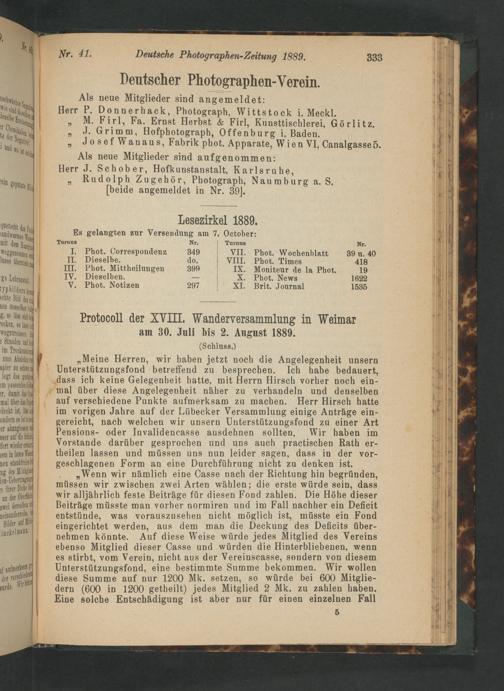 Nr. 41. Deutsche Photographen-Zeitung 1889. 333
Deutscher Photographen-Verein.
Als neue Mitglieder sind angemeldet:
Herr P. Donnerhack, Photograph, Wittstock i. Meckl.
„ M. Firl, Fa. Ernst Herbst & Firl, Kunsttischlerei, Görlitz.
„ J. Grimm, Hofphotograph, Offenburg i. Baden.
„ Josef Wanaus, Fabrik phot. Apparate, Wien VI, Canalgasse 5.
Als neue Mitglieder sind aufgenommen:
Herr J. Schober, Hofkunstanstalt, Karlsruhe,
„ Rudolph Zugehör, Photograph, Naumburg a. S.
[beide angemeldet in Nr. 39].
Lesezirkel 1889.
Es gelangten zur Versendung am 7. October:
Turnus Nr. Turnus Nr.
I. Phot. Correspondenz 349 VII. Phot. Wochenblatt 39 u. 40
II. Dieselbe. do. VIII. Phot. Times 418
III. Phot. Mittheilungen 399 IX. Moniteur de la Phot. 19
IV. Dieselben. — X. Phot. News 1622
V. Phot. Notizen 297 XI. Brit. Journal 1535
Protocoll der XVIII. Wanderversammlung in Weimar
am 30. Juli bis 2. August 1889.
(Schluss.)
„Meine Herren, wir haben jetzt noch die Angelegenheit unsern
Unterstützungsfond betreffend zu besprechen. Ich habe bedauert,
dass ich keine Gelegenheit hatte, mit Herrn Hirsch vorher noch ein-
mal über diese Angelegenheit näher zu verhandeln und denselben
auf verschiedene Punkte aufmerksam zu machen. Herr Hirsch hatte
im vorigen Jahre auf der Lübecker Versammlung einige Anträge ein-
gereicht, nach welchen wir unsern Unterstützungsfond zu einer Art
Pensions- oder Invalidencasse ausdehnen sollten. Wir haben im
Vorstande darüber gesprochen und uns auch practischen Rath er-
theilen lassen und müssen uns nun leider sagen, dass in der vor-
geschlagenen Form an eine Durchführung nicht zu denken ist.
„Wenn wir nämlich eine Casse nach der Richtung hin begründen,
müssen wir zwischen zwei Arten wählen; die erste würde sein, dass
wir alljährlich feste Beiträge für diesen Fond zahlen. Die Höhe dieser
Beiträge müsste man vorher normiren und im Fall nachher ein Deficit
entstünde, was vorauszusehen nicht möglich ist, müsste ein Fond
eingerichtet werden, aus dem man die Deckung des Deficits über-
nehmen könnte. Auf diese Weise würde jedes Mitglied des Vereins
ebenso Mitglied dieser Casse und würden die Hinterbliebenen, wenn
es stirbt, vom Verein, nicht aus der Vereinscasse, sondern von diesem
Unterstützungsfond, eine bestimmte Summe bekommen. Wir wollen
diese Summe auf nur 1200 Mk. setzen, so würde bei 600 Mitglie-
dern (600 in 1200 getheilt) jedes Mitglied 2 Mk. zu zahlen haben.
Eine solche Entschädigung ist aber nur für einen einzelnen Fall
5